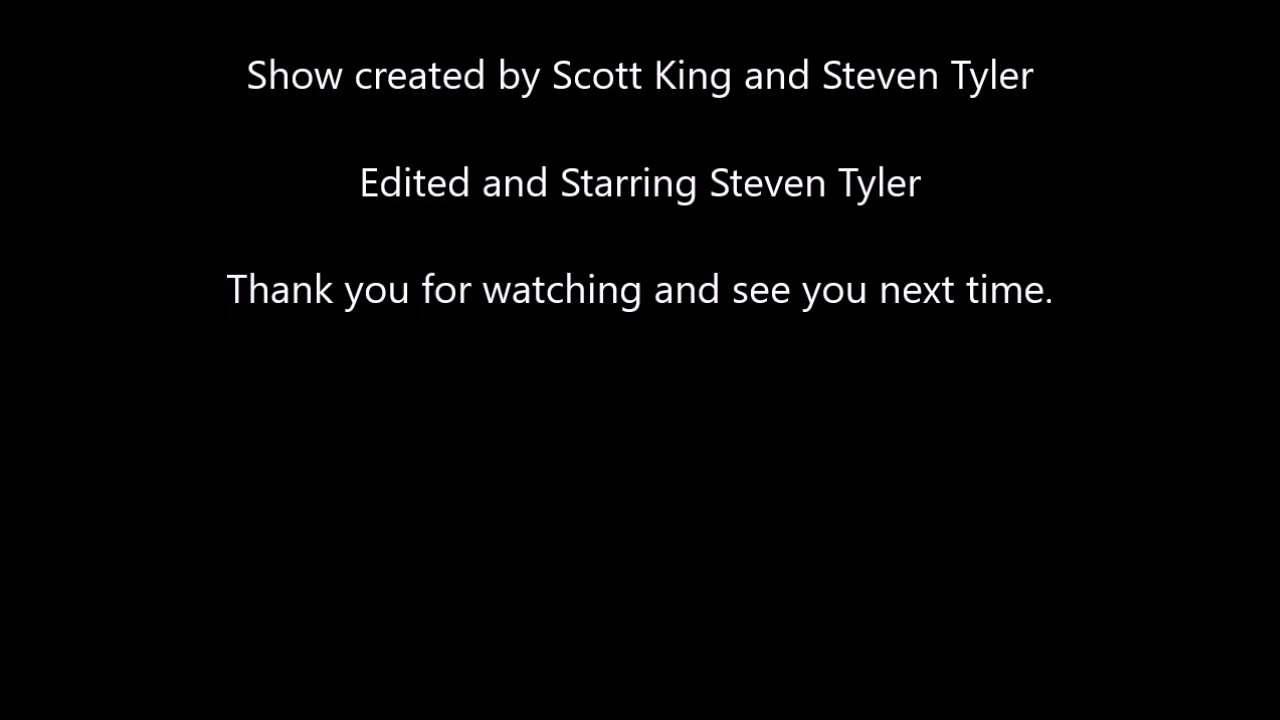 Show created by Scott King and Steven Tyler
Edited and Starring Steven Tyler
Thank you for watching and see you next time.